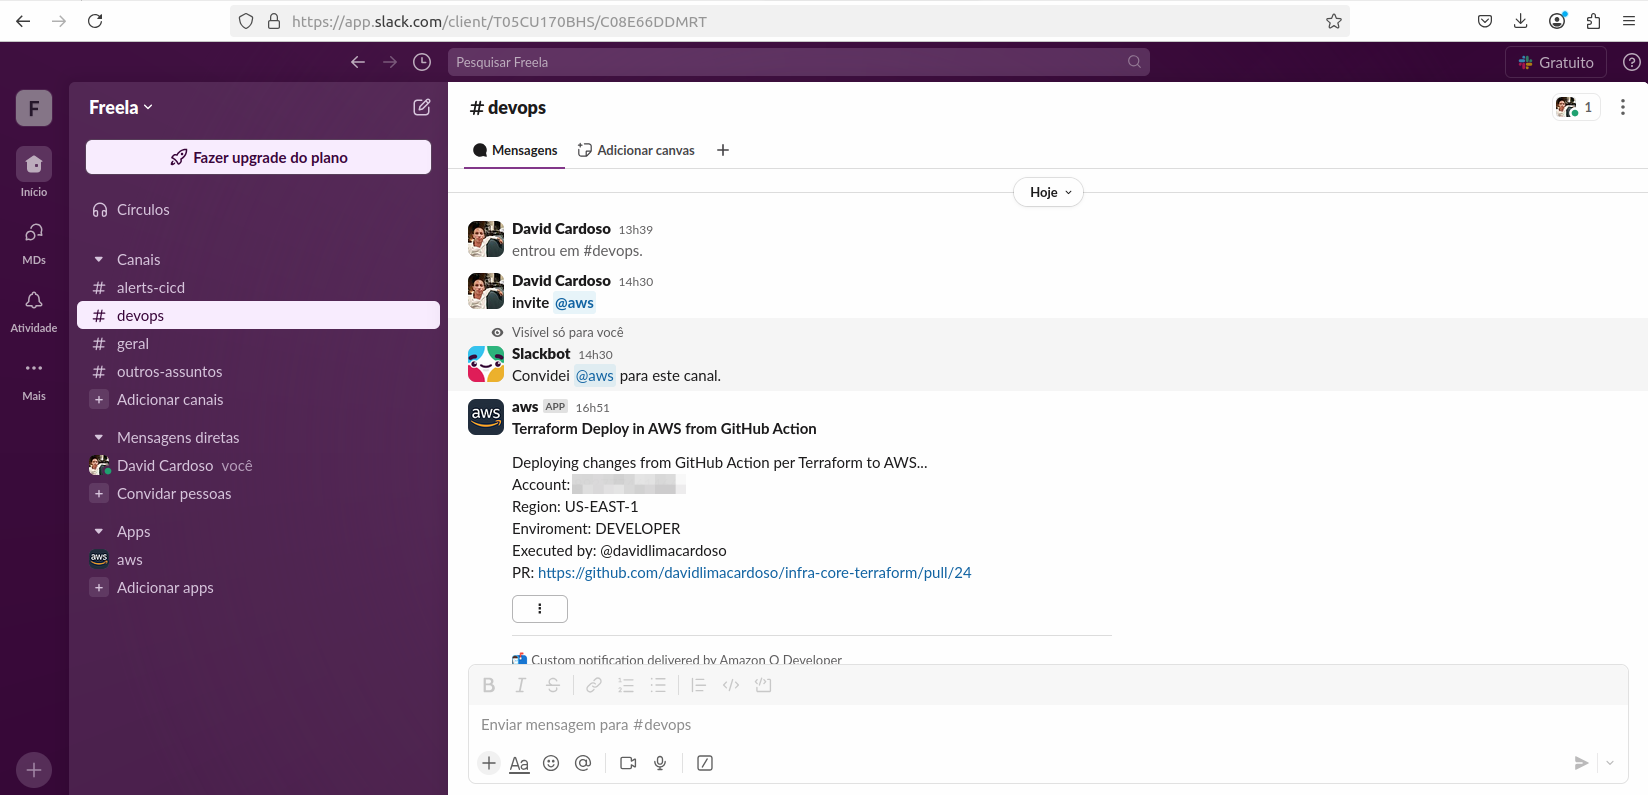 https://app.slack.com/client/T05CU170BHS/C08E66DDMRT
Pesquisar Freela
Gratuito
F
Início
MDs
Atividade
Mais
Freela
Fazer upgrade do plano
Círculos
Canais
# alerts-cicd
# devops
# geral
# outros-assuntos
+ Adicionar canais
Mensagens diretas
David Cardoso você
+ Convidar pessoas
Apps
aws aws
+ Adicionar apps
# devops
1
Mensagens
Adicionar canvas
+
Hoje
David Cardoso 13h39
entrou em #devops.
David Cardoso 14h30
invite @aws
Visível só para você
Slackbot 14h30
Convidei @aws para este canal.
aws
aws APP 16h51
Terraform Deploy in AWS from GitHub Action
Deploying changes from GitHub Action per Terraform to AWS...
Account:
Region: US-EAST-1
Enviroment: DEVELOPER
Executed by: @davidlimacardoso
PR: https://github.com/davidlimacardoso/infra-core-terraform/pull/24
Custom notification delivered by Amazon Q Developer
B I S
Enviar mensagem para #devops
+ Aa